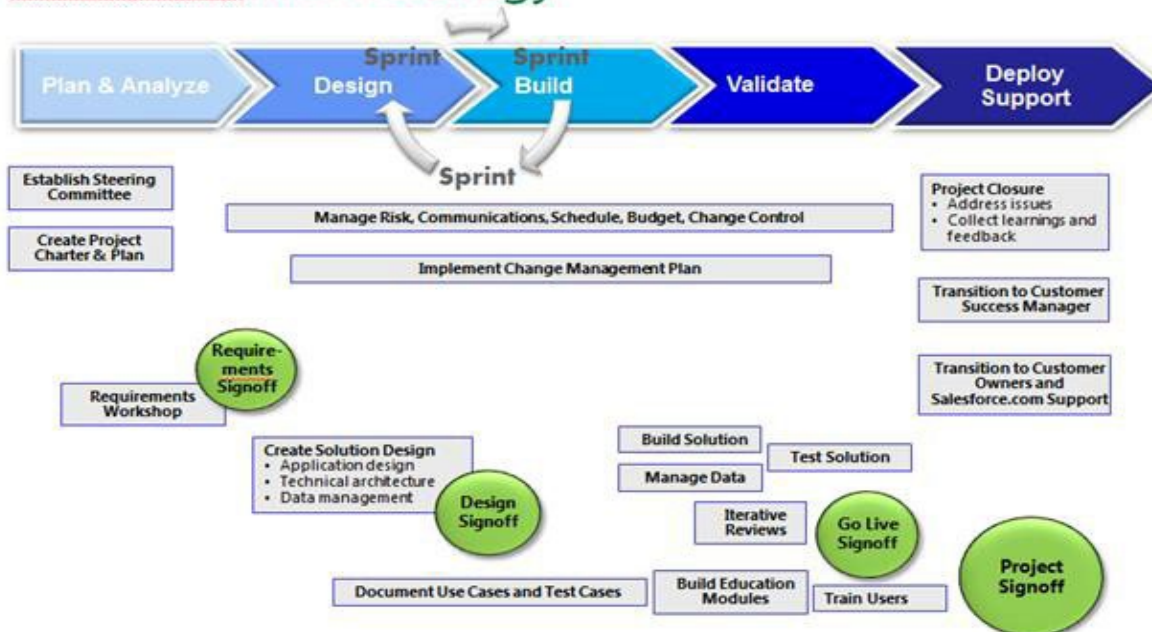 Sprint
Sprint
Plan & Analyze
Design
Build
Validate
Deploy
Support
Sprint
Establish Steering
Committee
Create Project
Charter & Plan
Manage Risk, Communications, Schedule, Budget, Change Control
Implement Change Management Plan
Project Closure
• Address issues
• Collect learnings and
feedback
Transition to Customer
Success Manager
Transition to Customer
Owners and
Salesforce.com Support
Require-
ments
Signoff
Requirements
Workshop
Create Solution Design
• Application design
• Technical architecture
• Data management
Design
Signoff
Build Solution
Test Solution
Manage Data
Iterative
Reviews
Go Live
Signoff
Project
Signoff
Document Use Cases and Test Cases
Build Education
Modules
Train Users